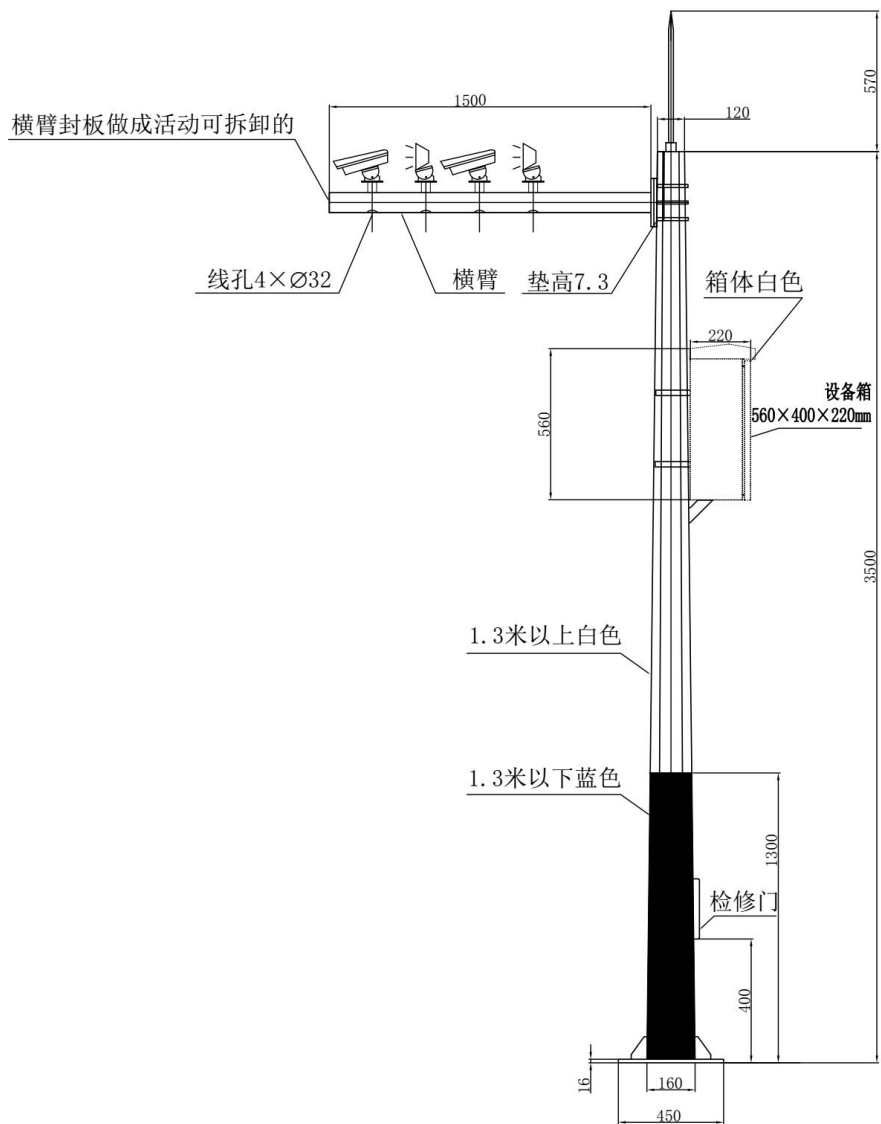 570
1500
120
横臂封板做成活动可拆卸的
线孔4×Ø32
横臂
垫高7.3
箱体白色
220
设备箱
560×400×220mm
560
3500
1.3米以上白色
1.3米以下蓝色
1300
检修门
400
16
160
450